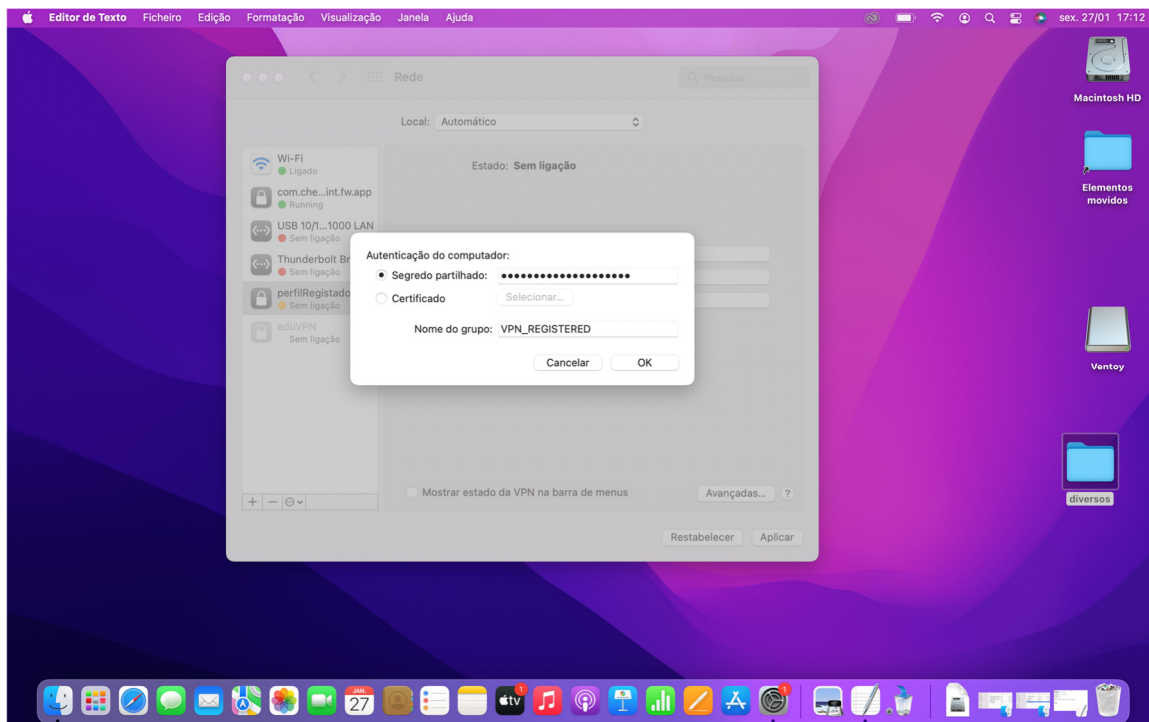 Editor de Texto Ficheiro Edição Formatação Visualização Janela Ajuda sex. 27/01 17:12
Rede
Pesquisar
Local: Automático
Wi-Fi
Ligado
com.che...int.fw.app
Running
USB 10/1...1000 LAN
Sem ligação
Thunderbolt Br
Sem ligação
perfilRegistado
Sem ligação
eduVPN
Sem ligação
Estado: Sem ligação
Autenticação do computador:
Segredo partilhado: ••••••••••••••••••••
Certificado Selecionar...
Nome do grupo: VPN_REGISTERED
Cancelar OK
Mostrar estado da VPN na barra de menus Avançadas... ?
Restabelecer Aplicar
Macintosh HD
Elementos
movidos
Ventoy
diversos
JAN.
27
tv
1
1